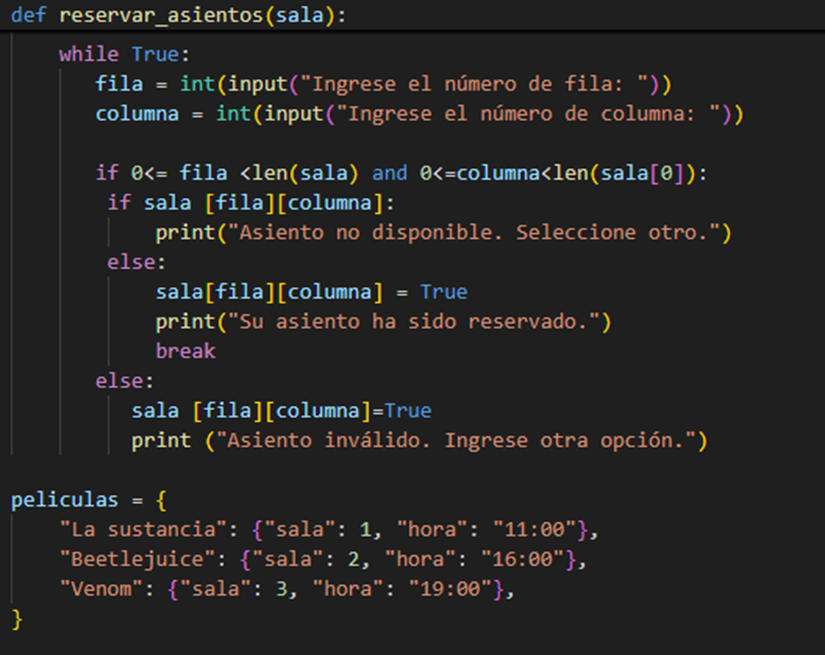 def reservar_asientos(sala):
    while True:
       fila = int(input("Ingrese el número de fila: "))
       columna = int(input("Ingrese el número de columna: "))

       if 0<= fila <len(sala) and 0<=columna<len(sala[0]):
        if sala [fila][columna]:
            print("Asiento no disponible. Seleccione otro.")
        else:
            sala[fila][columna] = True
            print("Su asiento ha sido reservado.")
            break
       else:
          sala [fila][columna]=True
          print ("Asiento inválido. Ingrese otra opción.")

peliculas = {
    "La sustancia": {"sala": 1, "hora": "11:00"},
    "Beetlejuice": {"sala": 2, "hora": "16:00"},
    "Venom": {"sala": 3, "hora": "19:00"},
}